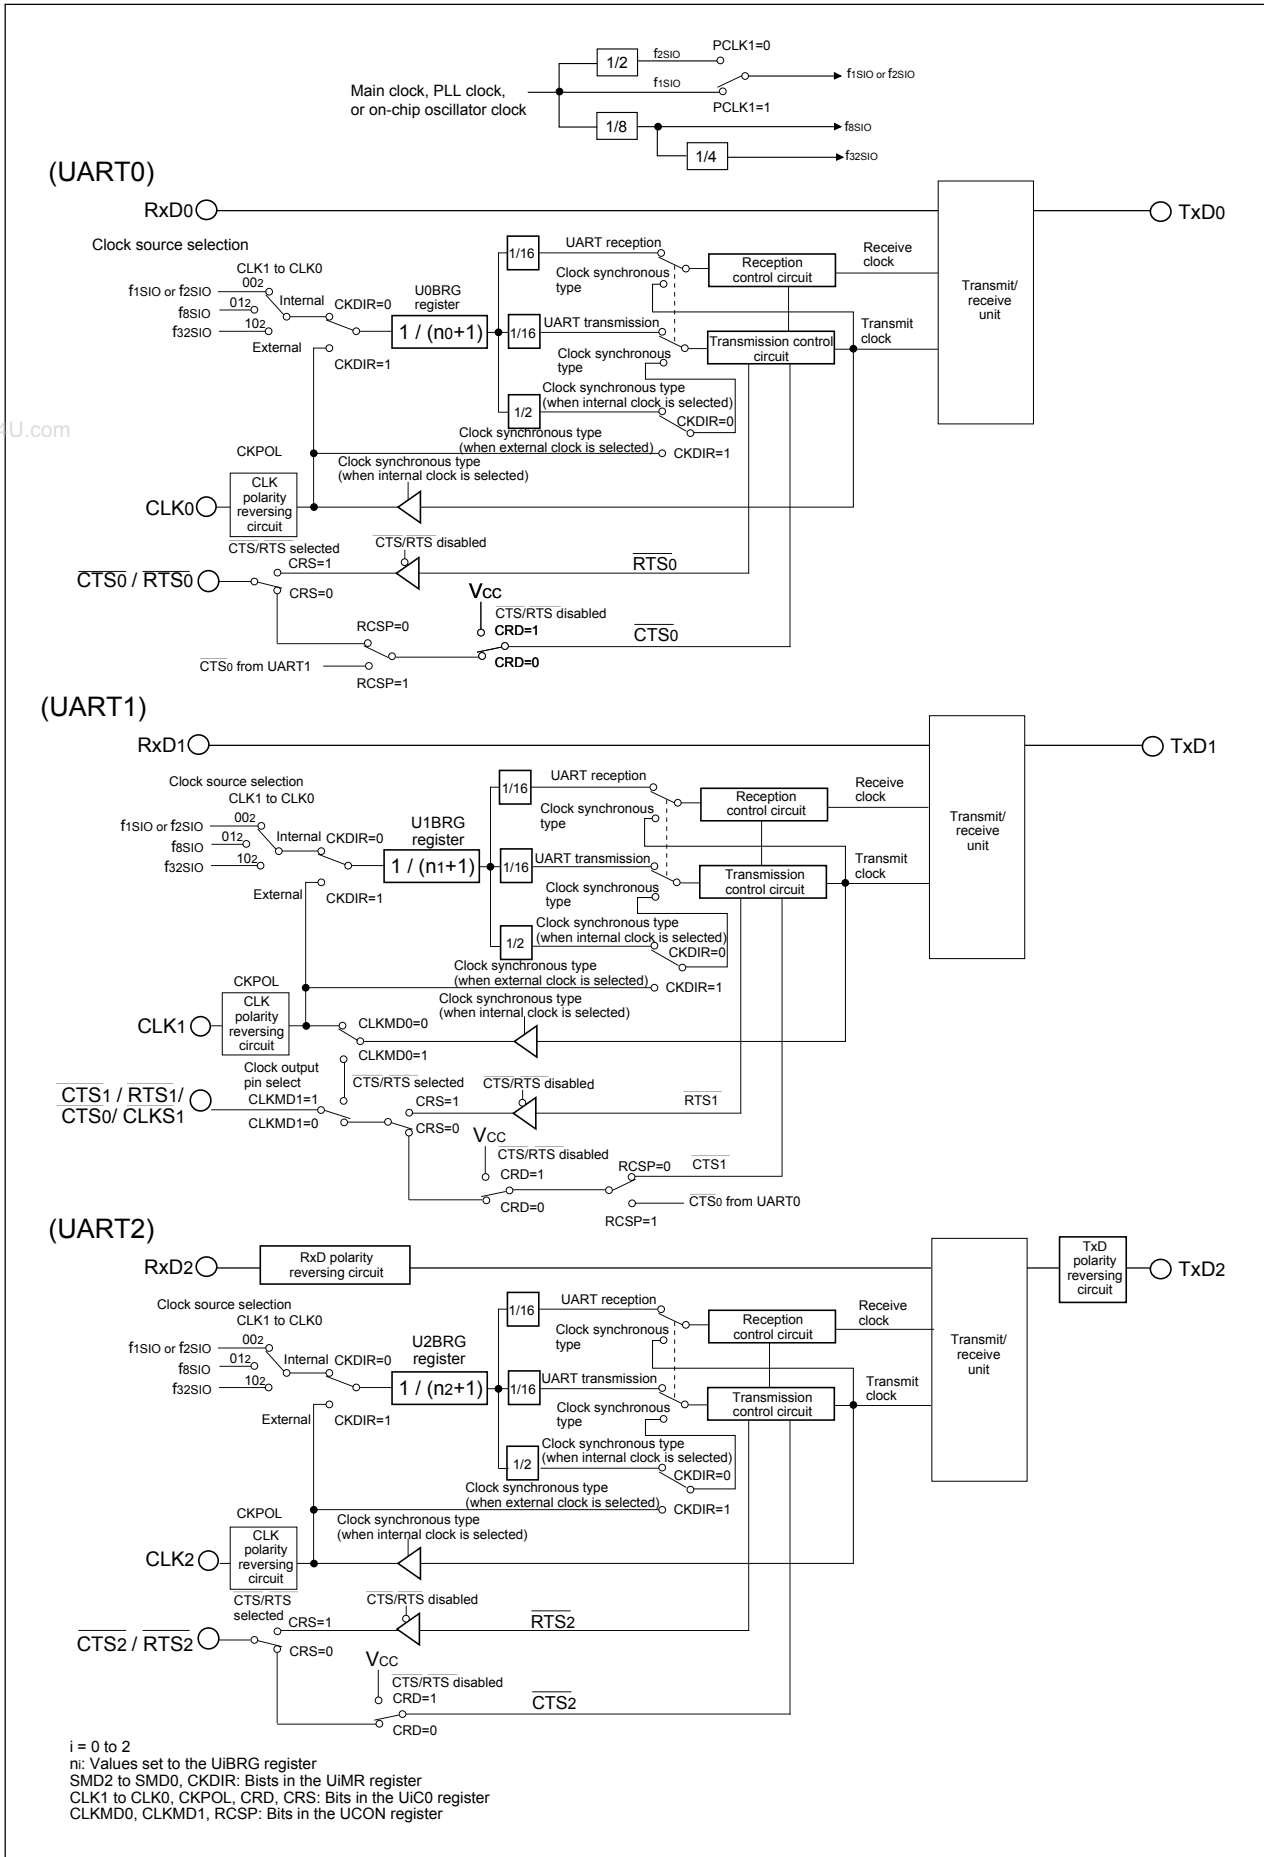 Main clock, PLL clock,
or on-chip oscillator clock
1/2
f2SIO
PCLK1=0
f1SIO
PCLK1=1
f1SIO or f2SIO
1/8
f8SIO
1/4
f32SIO
(UART0)
RxD0
TxD0
Clock source selection
CLK1 to CLK0
f1SIO or f2SIO
002
f8SIO
012
f32SIO
102
Internal
CKDIR=0
External
CKDIR=1
U0BRG
register
1 / (n0+1)
1/16
UART reception
Clock synchronous
type
1/16
UART transmission
Clock synchronous
type
1/2
Clock synchronous type
(when internal clock is selected)
CKDIR=0
Clock synchronous type
(when external clock is selected)
CKDIR=1
Reception
control circuit
Receive
clock
Transmission control
circuit
Transmit
clock
Transmit/
receive
unit
4U.com
CKPOL
CLK0
CLK
polarity
reversing
circuit
Clock synchronous type
(when internal clock is selected)
CTS/RTS selected
CTS/RTS disabled
CTS0 / RTS0
CRS=1
CRS=0
RTS0
VCC
CTS/RTS disabled
CRD=1
CRD=0
CTS0
RCSP=0
CTS0 from UART1
RCSP=1
(UART1)
RxD1
TxD1
Clock source selection
CLK1 to CLK0
f1SIO or f2SIO
002
f8SIO
012
f32SIO
102
Internal
CKDIR=0
External
CKDIR=1
U1BRG
register
1 / (n1+1)
1/16
UART reception
Clock synchronous
type
1/16
UART transmission
Clock synchronous
type
1/2
Clock synchronous type
(when internal clock is selected)
CKDIR=0
Clock synchronous type
(when external clock is selected)
CKDIR=1
Reception
control circuit
Receive
clock
Transmission
control circuit
Transmit
clock
Transmit/
receive
unit
CKPOL
CLK1
CLK
polarity
reversing
circuit
Clock synchronous type
(when internal clock is selected)
CLKMD0=0
CLKMD0=1
Clock output
pin select
CTS/RTS selected
CTS/RTS disabled
CTS1 / RTS1/
CTS0/ CLKS1
CLKMD1=1
CLKMD1=0
CRS=1
CRS=0
RTS1
VCC
CTS/RTS disabled
CRD=1
CRD=0
RCSP=0
CTS1
CTS0 from UART0
RCSP=1
(UART2)
RxD2
RxD polarity
reversing circuit
TxD
polarity
reversing
circuit
TxD2
Clock source selection
CLK1 to CLK0
f1SIO or f2SIO
002
f8SIO
012
f32SIO
102
Internal
CKDIR=0
External
CKDIR=1
U2BRG
register
1 / (n2+1)
1/16
UART reception
Clock synchronous
type
1/16
UART transmission
Clock synchronous
type
1/2
Clock synchronous type
(when internal clock is selected)
CKDIR=0
Clock synchronous type
(when external clock is selected)
CKDIR=1
Reception
control circuit
Receive
clock
Transmission
control circuit
Transmit
clock
Transmit/
receive
unit
CKPOL
CLK2
CLK
polarity
reversing
circuit
Clock synchronous type
(when internal clock is selected)
CTS/RTS
selected
CTS/RTS disabled
CTS2 / RTS2
CRS=1
CRS=0
RTS2
VCC
CTS/RTS disabled
CRD=1
CRD=0
CTS2
i = 0 to 2
ni: Values set to the UiBRG register
SMD2 to SMD0, CKDIR: Bists in the UiMR register
CLK1 to CLK0, CKPOL, CRD, CRS: Bits in the UiC0 register
CLKMD0, CLKMD1, RCSP: Bits in the UCON register